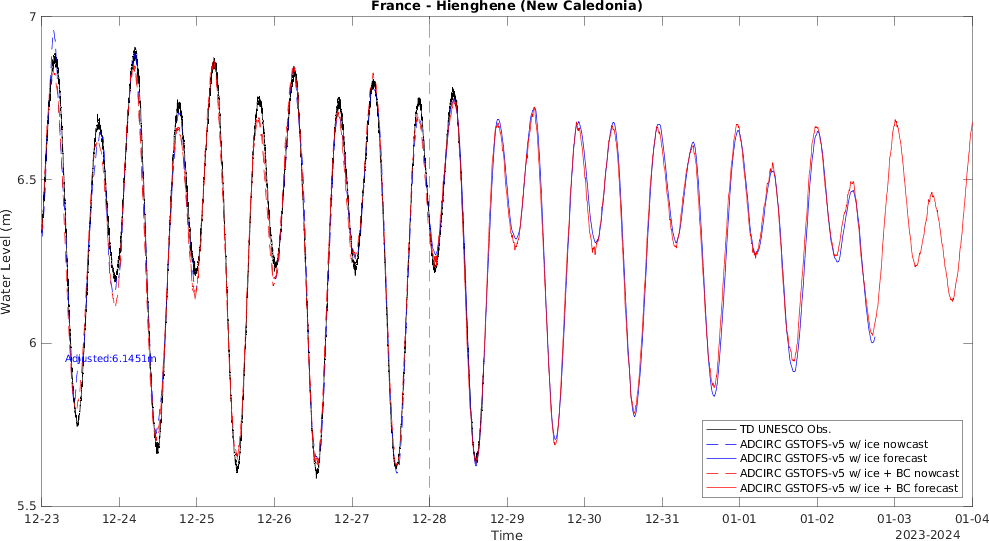 France - Hienghene (New Caledonia)
7
6.5
6
5.5
Water Level (m)
Adjusted:6.1451m
TD UNESCO Obs.
ADCIRC GSTOFS-v5 w/ ice nowcast
ADCIRC GSTOFS-v5 w/ ice forecast
ADCIRC GSTOFS-v5 w/ ice + BC nowcast
ADCIRC GSTOFS-v5 w/ ice + BC forecast
12-23 12-24 12-25 12-26 12-27 12-28 12-29 12-30 12-31 01-01 01-02 01-03 01-04
Time
2023-2024